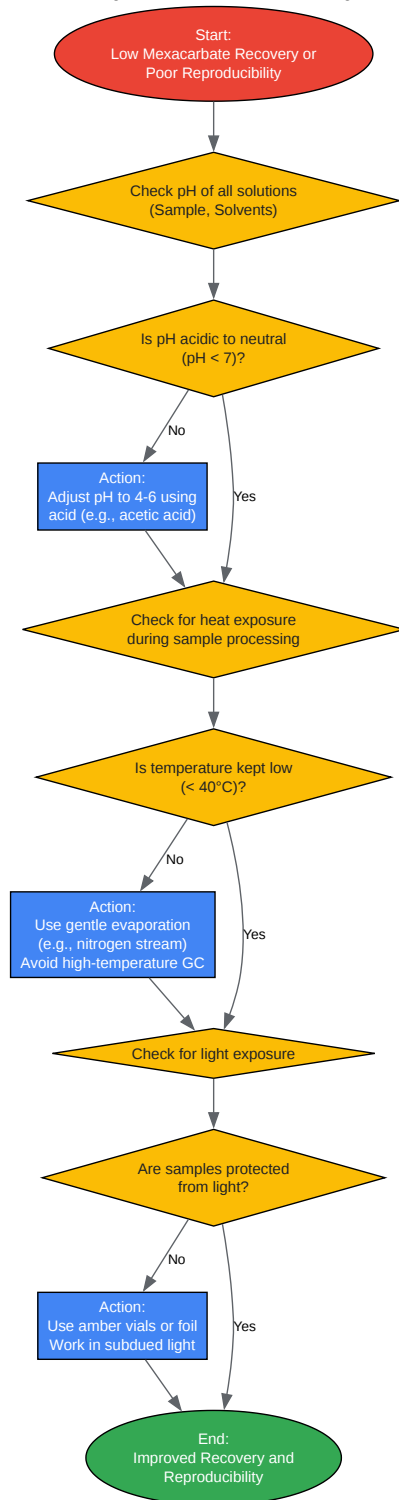 Start:
Low Mexacarbate Recovery or
Poor Reproducibility
Check pH of all solutions
(Sample, Solvents)
Is pH acidic to neutral
(pH < 7)?
No
Yes
Action:
Adjust pH to 4-6 using
acid (e.g., acetic acid)
Check for heat exposure
during sample processing
Is temperature kept low
(< 40°C)?
No
Yes
Action:
Use gentle evaporation
(e.g., nitrogen stream)
Avoid high-temperature GC
Check for light exposure
Are samples protected
from light?
No
Yes
Action:
Use amber vials or foil
Work in subdued light
End:
Improved Recovery and
Reproducibility